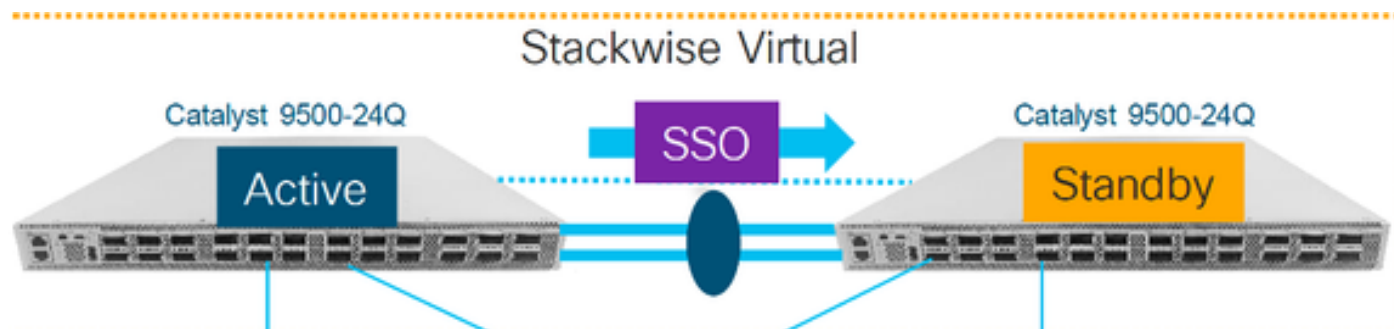 Stackwise Virtual
Catalyst 9500-24Q
SSO
Catalyst 9500-24Q
Active
Standby